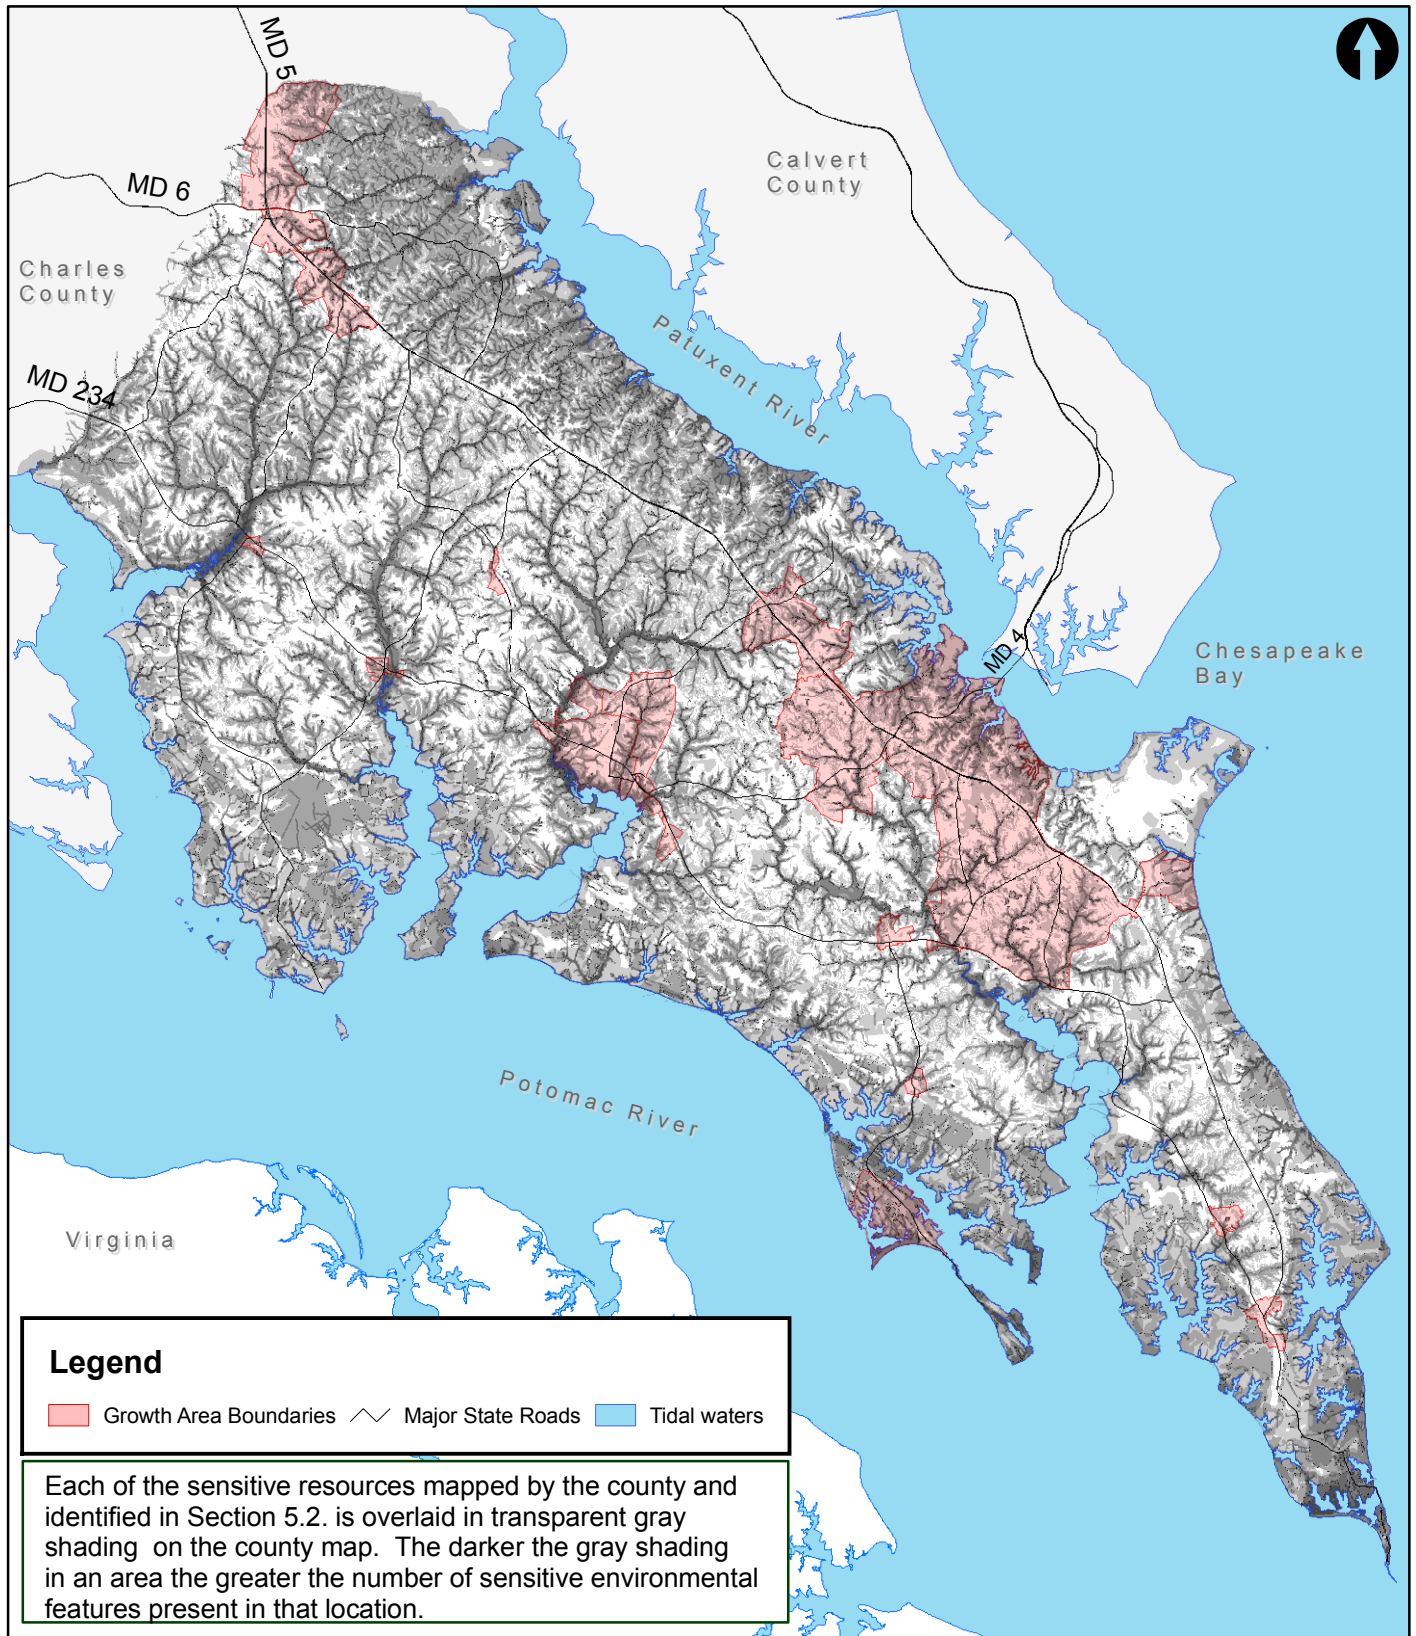 MD 5
MD 6
Calvert
County
Charles
County
Patuxent River
MD 234
MD 4
Chesapeake
Bay
Potomac River
Virginia
Legend
Growth Area Boundaries
Major State Roads
Tidal waters
Each of the sensitive resources mapped by the county and
identified in Section 5.2. is overlaid in transparent gray
shading on the county map. The darker the gray shading
in an area the greater the number of sensitive environmental
features present in that location.